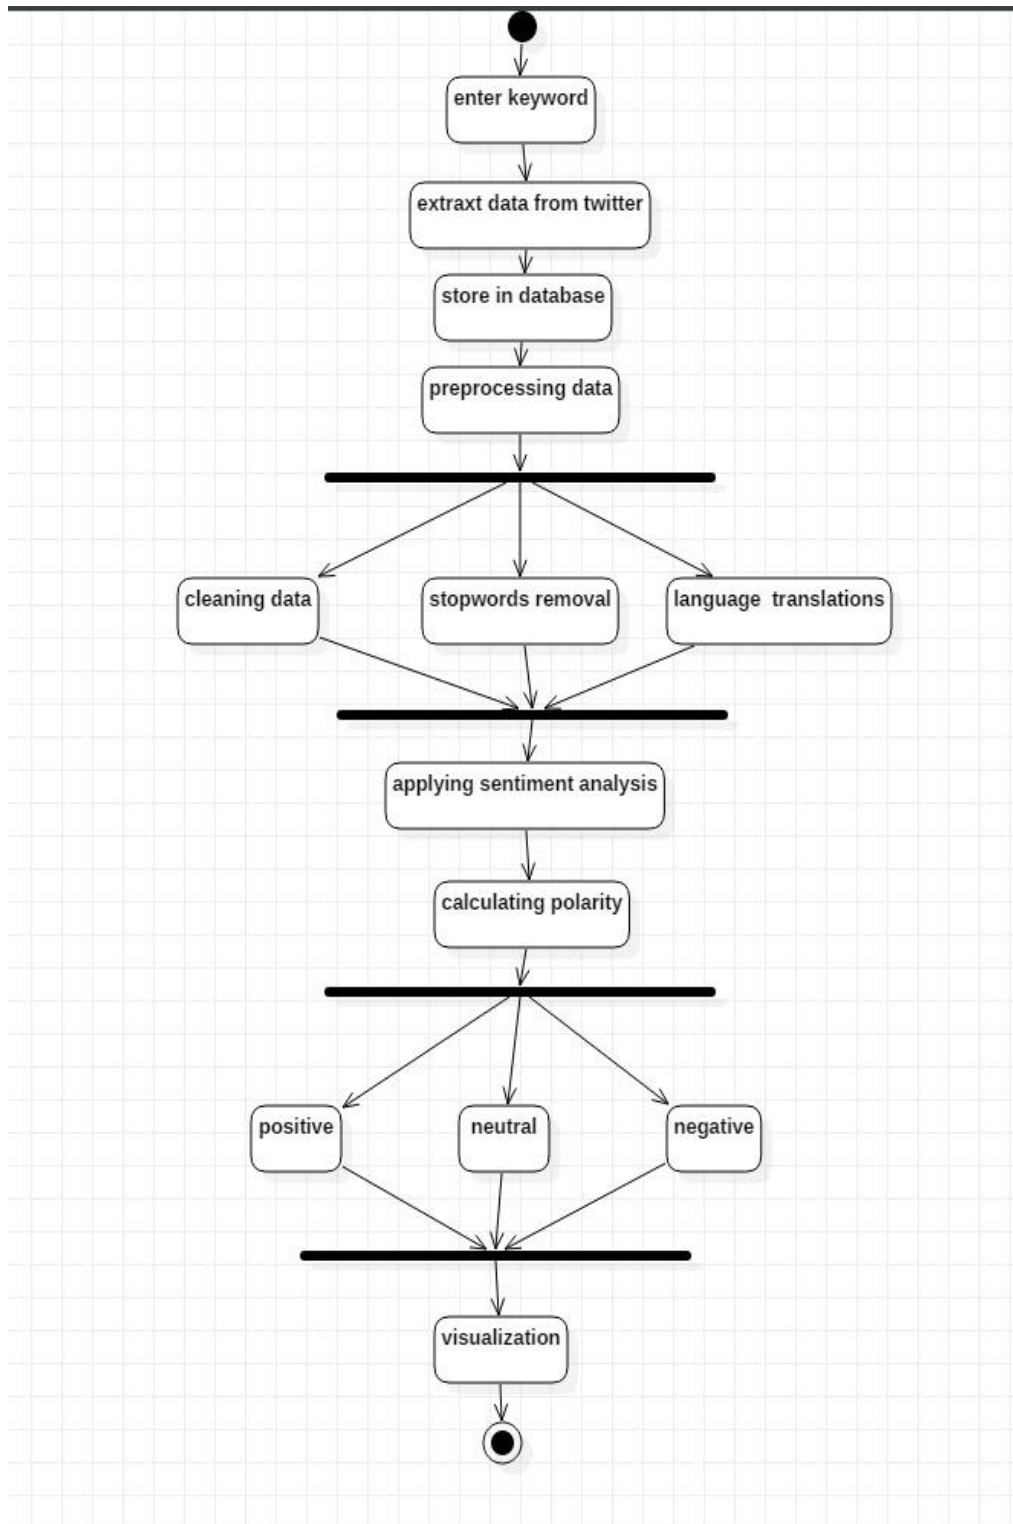 enter keyword
extraxt data from twitter
store in database
preprocessing data
cleaning data
stopwords removal
language  translations
applying sentiment analysis
calculating polarity
positive
neutral
negative
visualization